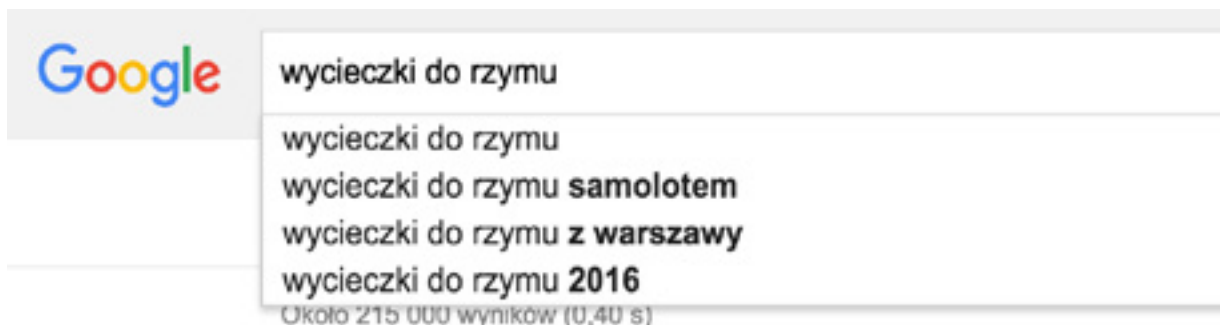 Google
wycieczki do rzymu
wycieczki do rzymu
wycieczki do rzymu samolotem
wycieczki do rzymu z warszawy
wycieczki do rzymu 2016
Około 215 000 wyników (0,40 s)